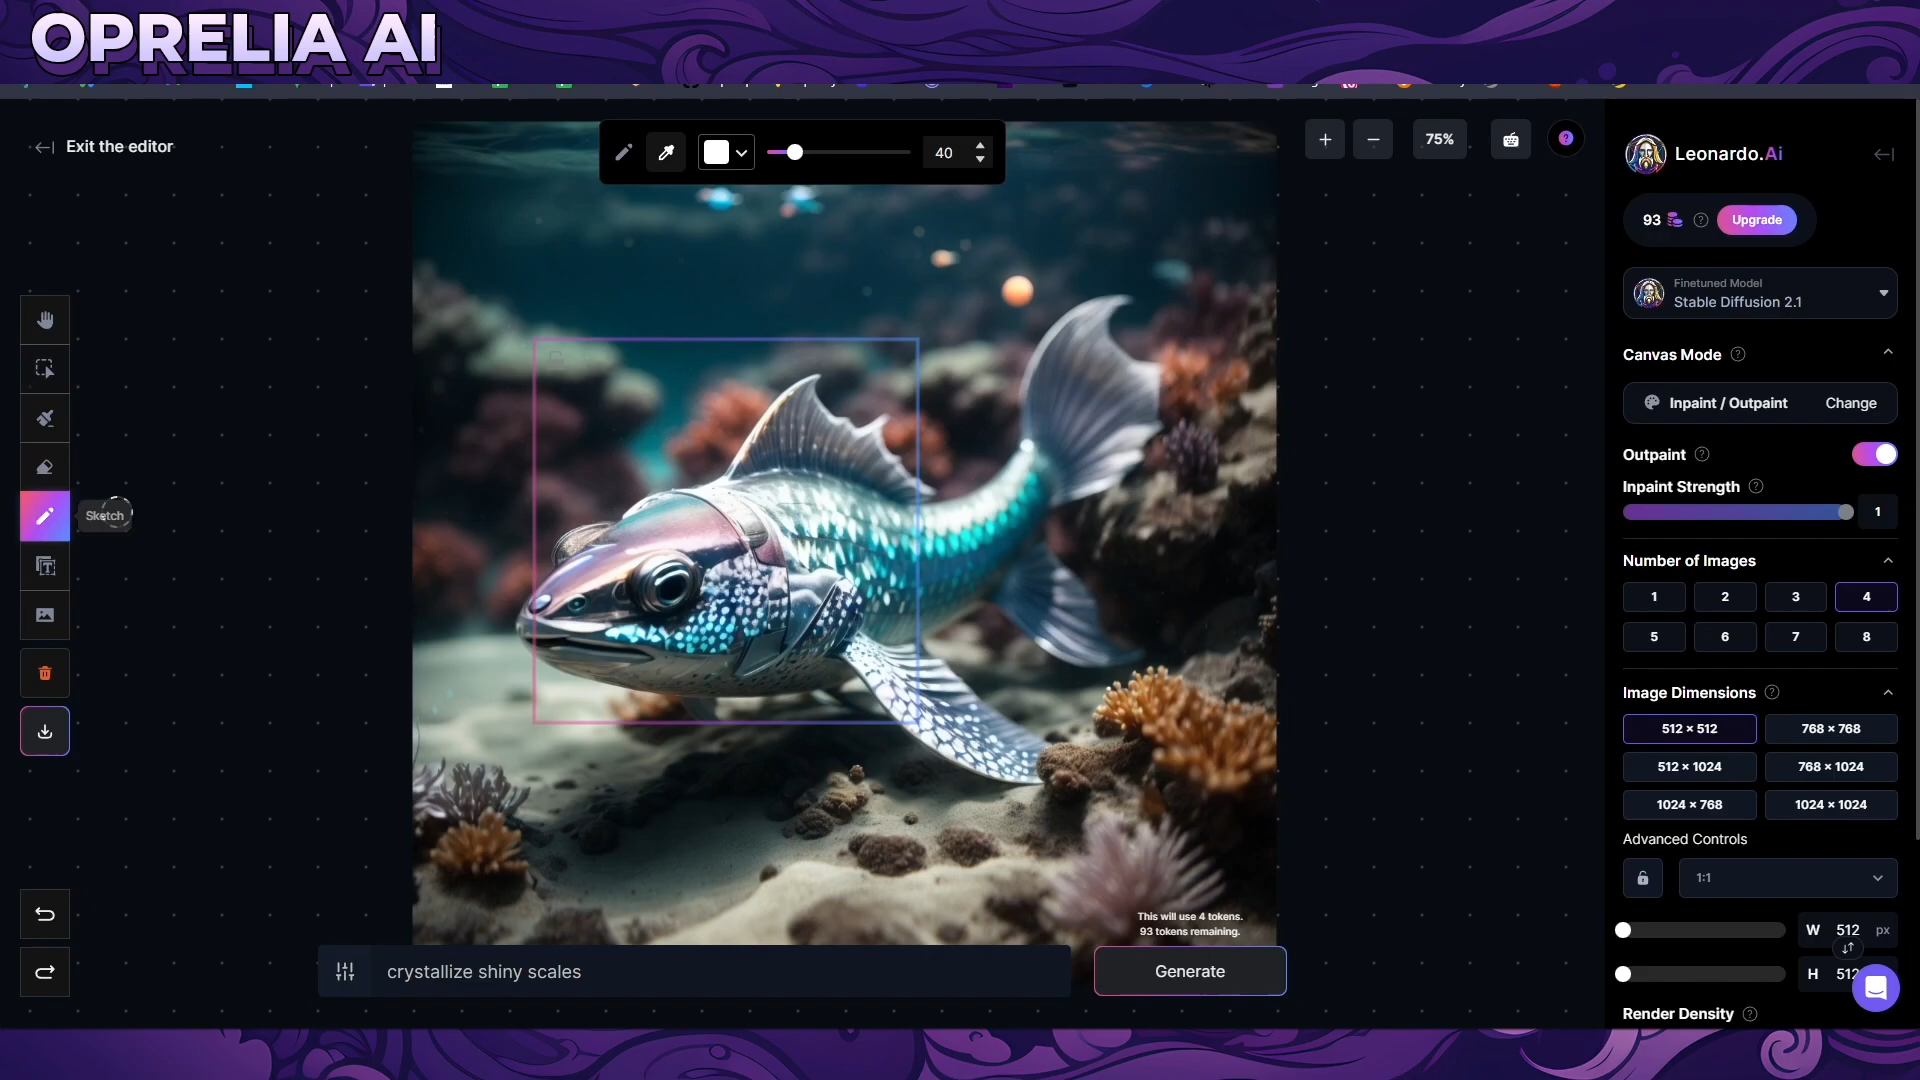 OPRELIA AI
Exit the editor
40
75%
Leonardo.Ai
93
Upgrade
Finetuned Model
Stable Diffusion 2.1
Canvas Mode
Inpaint / Outpaint
Change
Outpaint
Inpaint Strength
1
Sketch
Number of Images
1 2 3 4
5 6 7 8
Image Dimensions
512 × 512 768 × 768
512 × 1024 768 × 1024
1024 × 768 1024 × 1024
Advanced Controls
1:1
W 512 px
H 512
Render Density
This will use 4 tokens.
93 tokens remaining.
crystallize shiny scales
Generate